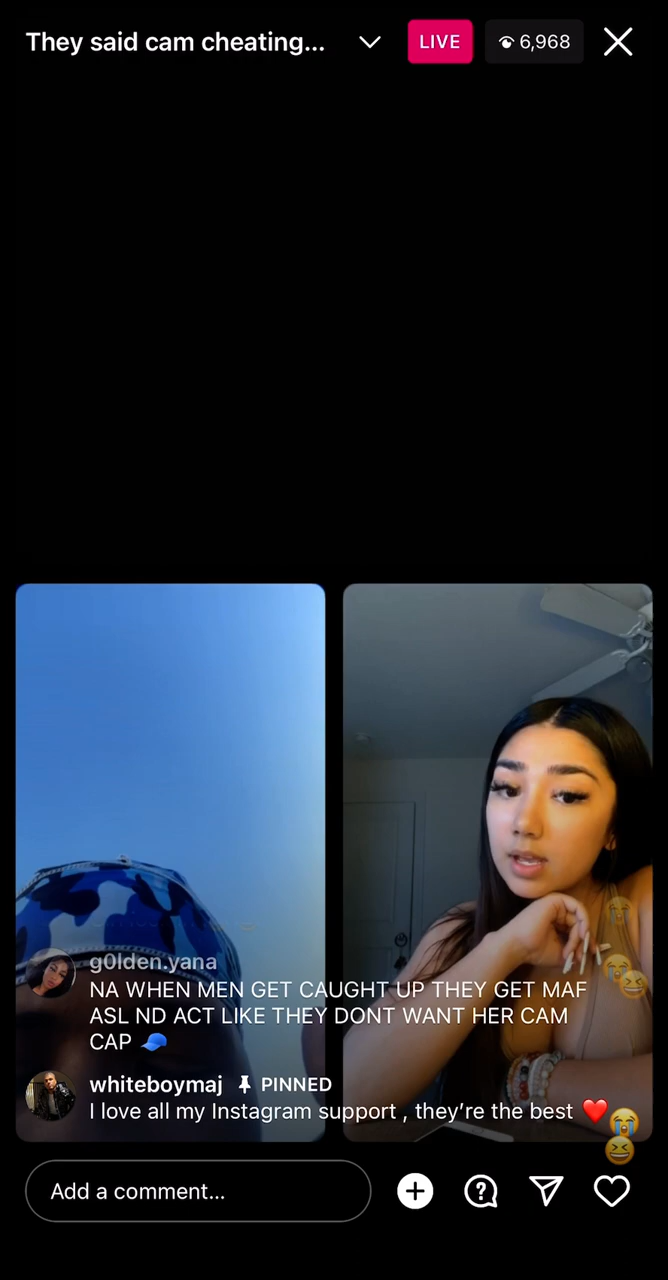 They said cam cheating...
LIVE
6,968
g0lden.yana
NA WHEN MEN GET CAUGHT UP THEY GET MAF
ASL ND ACT LIKE THEY DONT WANT HER CAM
CAP 🧢
whiteboymaj PINNED
I love all my Instagram support , they’re the best ❤️
Add a comment...